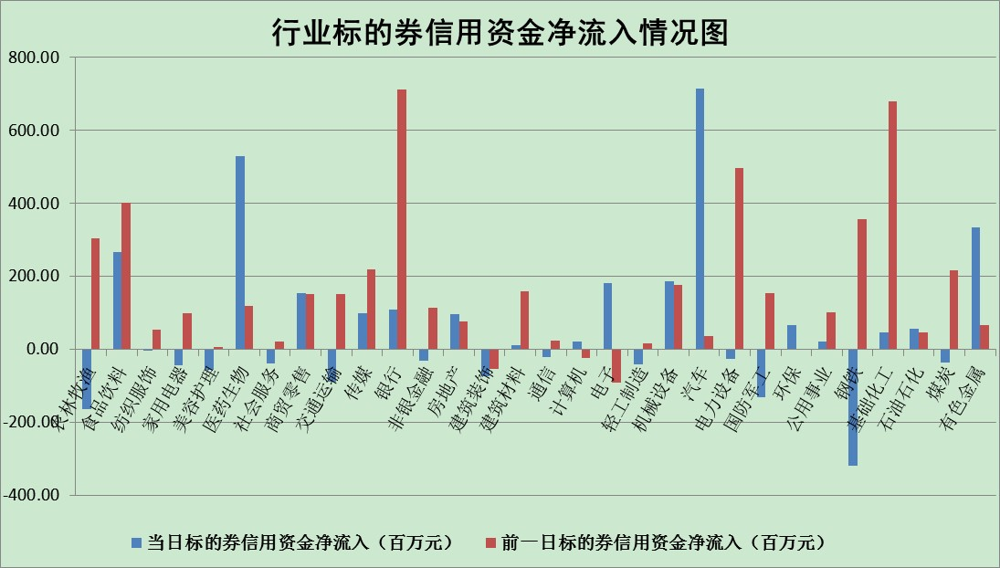 行业标的券信用资金净流入情况图
800.00
600.00
400.00
200.00
0.00
-200.00
-400.00
农林牧渔
食品饮料
纺织服饰
家用电器
美容护理
医药生物
社会服务
商贸零售
交通运输
传媒
银行
非银金融
房地产
建筑装饰
建筑材料
通信
计算机
电子
轻工制造
机械设备
汽车
电力设备
国防军工
环保
公用事业
钢铁
基础化工
石油石化
煤炭
有色金属
当日标的券信用资金净流入（百万元）
前一日标的券信用资金净流入（百万元）